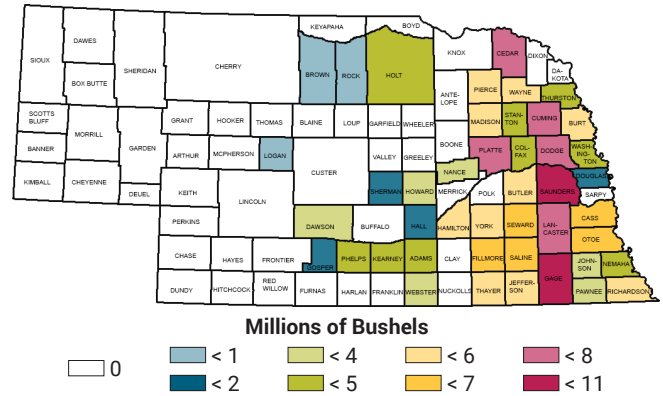 KEYAPAHA
BOYD
DAWES
SIOUX
BOX BUTTE
SHERIDAN
CHERRY
BROWN
ROCK
HOLT
KNOX
CEDAR
DIXON
DA-
KOTA
ANTE-
LOPE
PIERCE
WAYNE
THURSTON
SCOTTS
BLUFF
MORRILL
GARDEN
GRANT
HOOKER
THOMAS
BLAINE
LOUP
GARFIELD
WHEELER
MADISON
STAN-
TON
CUMING
BURT
BANNER
ARTHUR
MCPHERSON
LOGAN
CUSTER
VALLEY
GREELEY
BOONE
PLATTE
COL-
FAX
DODGE
WASH-
ING-
TON
KIMBALL
CHEYENNE
DEUEL
KEITH
LINCOLN
SHERMAN
HOWARD
NANCE
MERRICK
POLK
BUTLER
SAUNDERS
DOUGLAS
SARPY
PERKINS
DAWSON
BUFFALO
HALL
HAMILTON
YORK
SEWARD
LAN-
CASTER
CASS
OTOE
CHASE
HAYES
FRONTIER
GOSPER
PHELPS
KEARNEY
ADAMS
CLAY
FILLMORE
SALINE
GAGE
JOHN-
SON
NEMAHA
DUNDY
HITCHCOCK
RED
WILLOW
FURNAS
HARLAN
FRANKLIN
WEBSTER
NUCKOLLS
THAYER
JEFFER-
SON
PAWNEE
RICHARDSON
Millions of Bushels
0
< 1
< 4
< 6
< 8
< 2
< 5
< 7
< 11